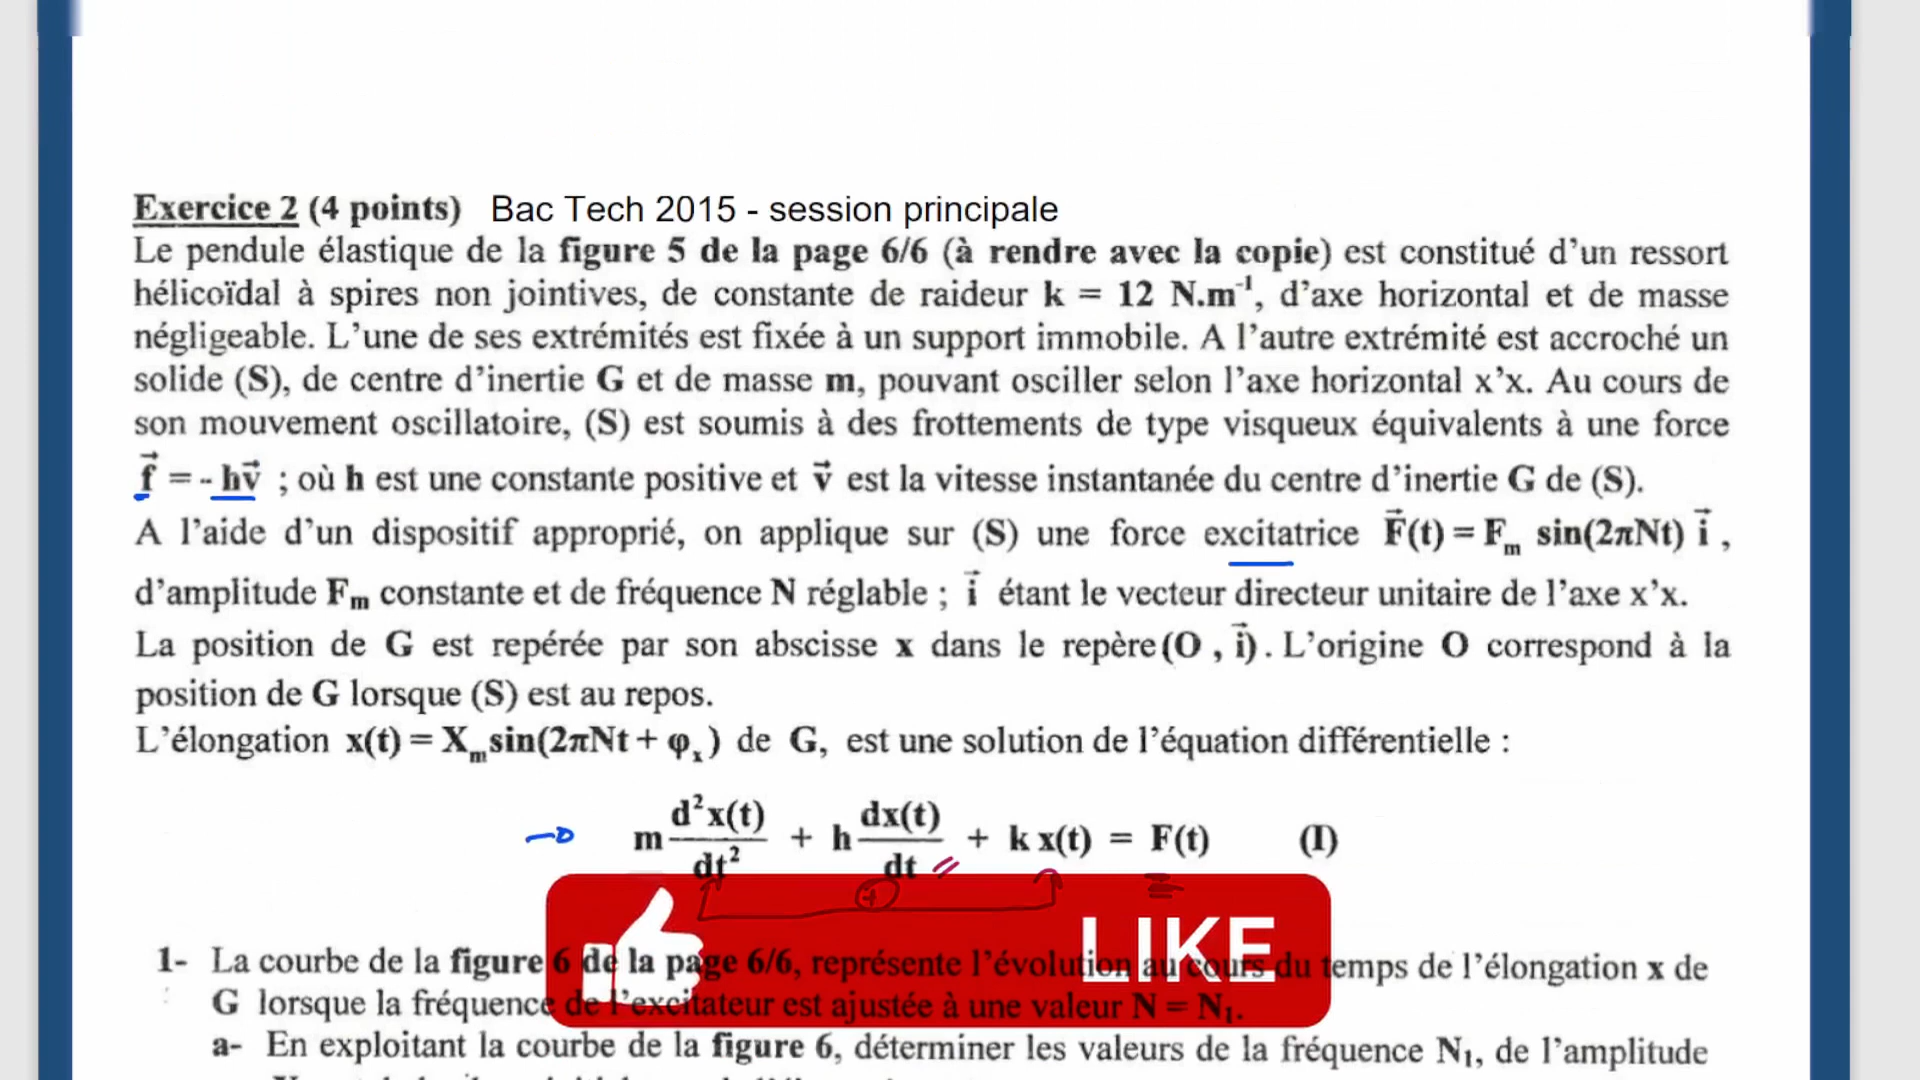 Exercice 2 (4 points) Bac Tech 2015 - session principale
Le pendule élastique de la figure 5 de la page 6/6 (à rendre avec la copie) est constitué d'un ressort
hélicoïdal à spires non jointives, de constante de raideur k = 12 N.m⁻¹, d'axe horizontal et de masse
négligeable. L'une de ses extrémités est fixée à un support immobile. A l'autre extrémité est accroché un
solide (S), de centre d'inertie G et de masse m, pouvant osciller selon l'axe horizontal x'x. Au cours de
son mouvement oscillatoire, (S) est soumis à des frottements de type visqueux équivalents à une force
f⃗ = - hv⃗ ; où h est une constante positive et v⃗ est la vitesse instantanée du centre d'inertie G de (S).
A l'aide d'un dispositif approprié, on applique sur (S) une force excitatrice F⃗(t) = Fm sin(2πNt) i⃗ ,
d'amplitude Fm constante et de fréquence N réglable ; i⃗ étant le vecteur directeur unitaire de l'axe x'x.
La position de G est repérée par son abscisse x dans le repère (O , i⃗). L'origine O correspond à la
position de G lorsque (S) est au repos.
L'élongation x(t) = Xm sin(2πNt + φx) de G, est une solution de l'équation différentielle :
m d²x(t)/dt² + h dx(t)/dt + k x(t) = F(t) (I)
LIKE
1- La courbe de la figure 6 de la page 6/6, représente l'évolution au cours du temps de l'élongation x de
G lorsque la fréquence de l'excitateur est ajustée à une valeur N = N₁.
a- En exploitant la courbe de la figure 6, déterminer les valeurs de la fréquence N₁, de l'amplitude